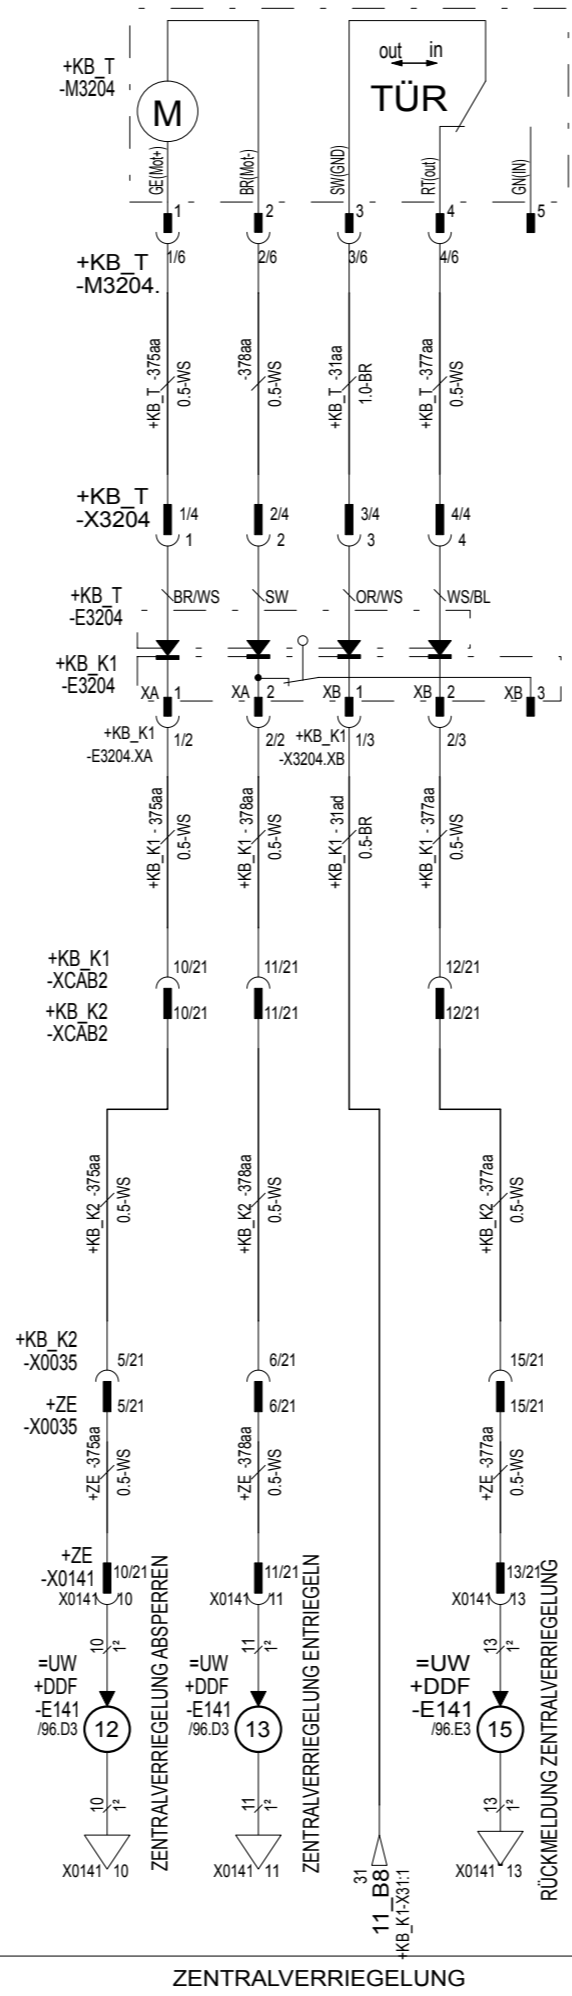 out in
TÜR
+KB_T
-M3204
M
GE(Mot+)
BR(Mot-)
SW(GND)
RT(out)
GN(IN)
1 2 3 4 5
+KB_T
-M3204.
1/6 2/6 3/6 4/6
+KB_T -375aa
0.5-WS
-378aa
0.5-WS
+KB_T -31aa
1.0-BR
+KB_T -377aa
0.5-WS
+KB_T
-X3204
1/4 2/4 3/4 4/4
1 2 3 4
+KB_T
-E3204
BR/WS SW OR/WS WS/BL
+KB_K1
-E3204
XA 1 XA 2 XB 1 XB 2 XB 3
+KB_K1
-E3204.XA
1/2 2/2
+KB_K1
-X3204.XB
1/3 2/3
+KB_K1 - 375aa
0.5-WS
+KB_K1 - 378aa
0.5-WS
+KB_K1 - 31ad
0.5-BR
+KB_K1 - 377aa
0.5-WS
+KB_K1
-XCAB2
10/21 11/21 12/21
+KB_K2
-XCAB2
10/21 11/21 12/21
+KB_K2 -375aa
0.5-WS
+KB_K2 -378aa
0.5-WS
+KB_K2 -377aa
0.5-WS
+KB_K2
-X0035
5/21 6/21 15/21
+ZE
-X0035
5/21 6/21 15/21
+ZE -375aa
0.5-WS
+ZE -378aa
0.5-WS
+ZE -377aa
0.5-WS
+ZE
-X0141
10/21 11/21 13/21
X0141 10 X0141 11 X0141 13
10 1²
11 1²
13 1²
=UW
+DDF
-E141
/96.D3
12
=UW
+DDF
-E141
/96.D3
13
=UW
+DDF
-E141
/96.E3
15
10 1²
11 1²
13 1²
X0141 10 X0141 11 X0141 13
ZENTRALVERRIEGELUNG ABSPERREN
ZENTRALVERRIEGELUNG ENTRIEGELN
31
11_B8
+KB_K1-X31:1
RÜCKMELDUNG ZENTRALVERRIEGELUNG
ZENTRALVERRIEGELUNG